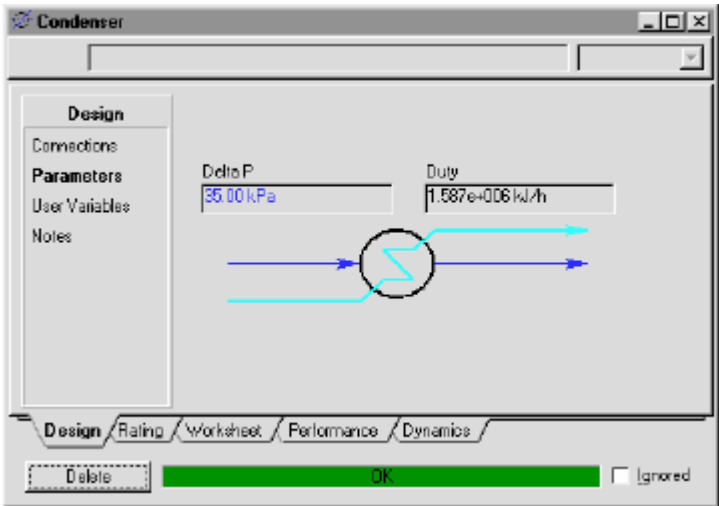 Condenser
Design
Connections
Parameters
User Variables
Notes
Delta P
35.00 kPa
Duty
1.587e+006 kJ/h
Design Rating Worksheet Performance Dynamics
Delete
OK
Ignored